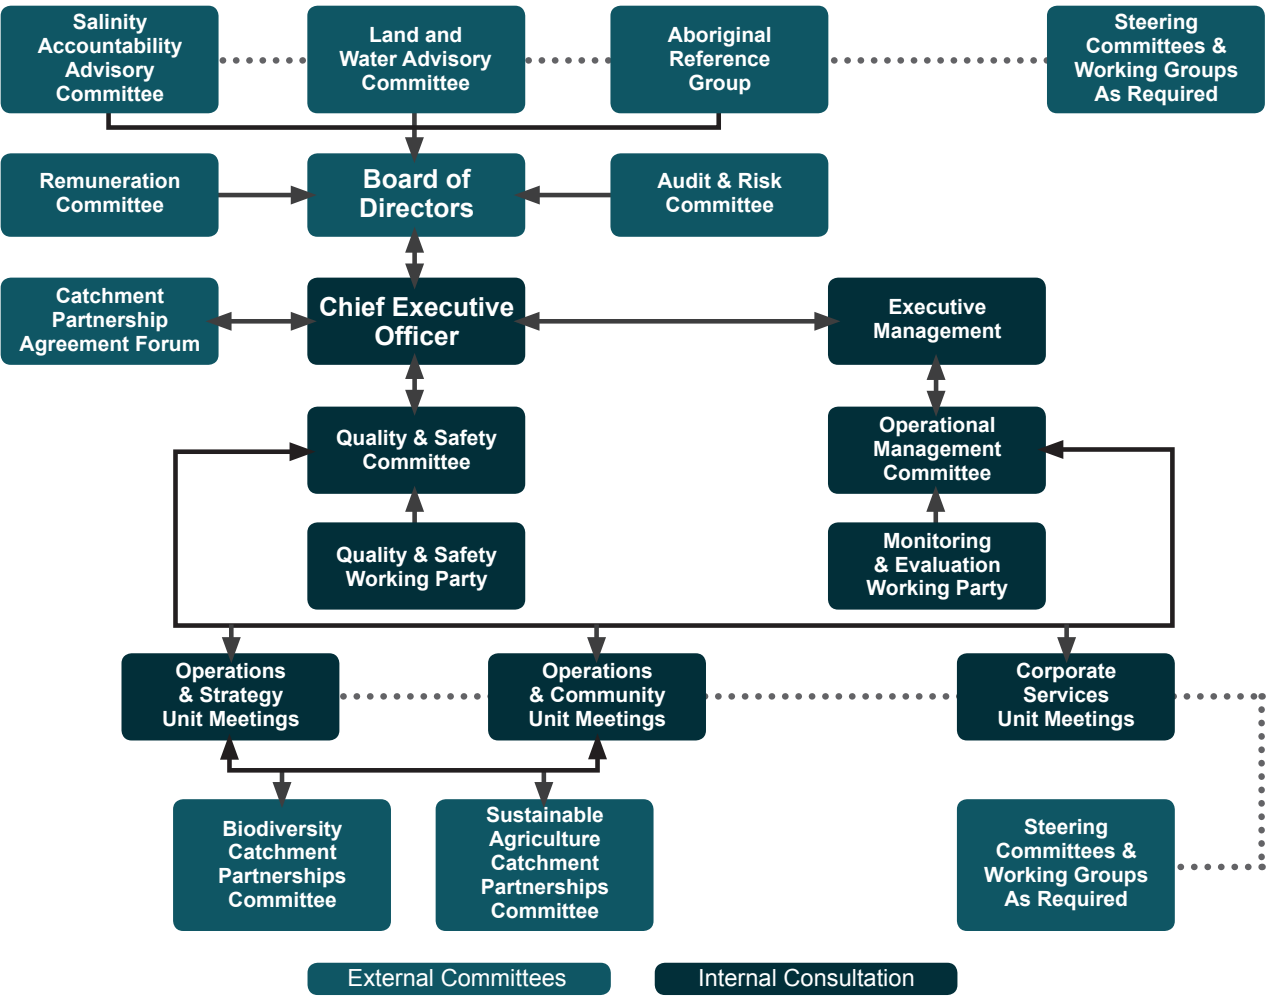 Salinity
Accountability
Advisory
Committee
Land and
Water Advisory
Committee
Aboriginal
Reference
Group
Steering
Committees &
Working Groups
As Required
Remuneration
Committee
Board of
Directors
Audit & Risk
Committee
Catchment
Partnership
Agreement Forum
Chief Executive
Officer
Executive
Management
Quality & Safety
Committee
Operational
Management
Committee
Quality & Safety
Working Party
Monitoring
& Evaluation
Working Party
Operations
& Strategy
Unit Meetings
Operations
& Community
Unit Meetings
Corporate
Services
Unit Meetings
Biodiversity
Catchment
Partnerships
Committee
Sustainable
Agriculture
Catchment
Partnerships
Committee
Steering
Committees &
Working Groups
As Required
External Committees
Internal Consultation